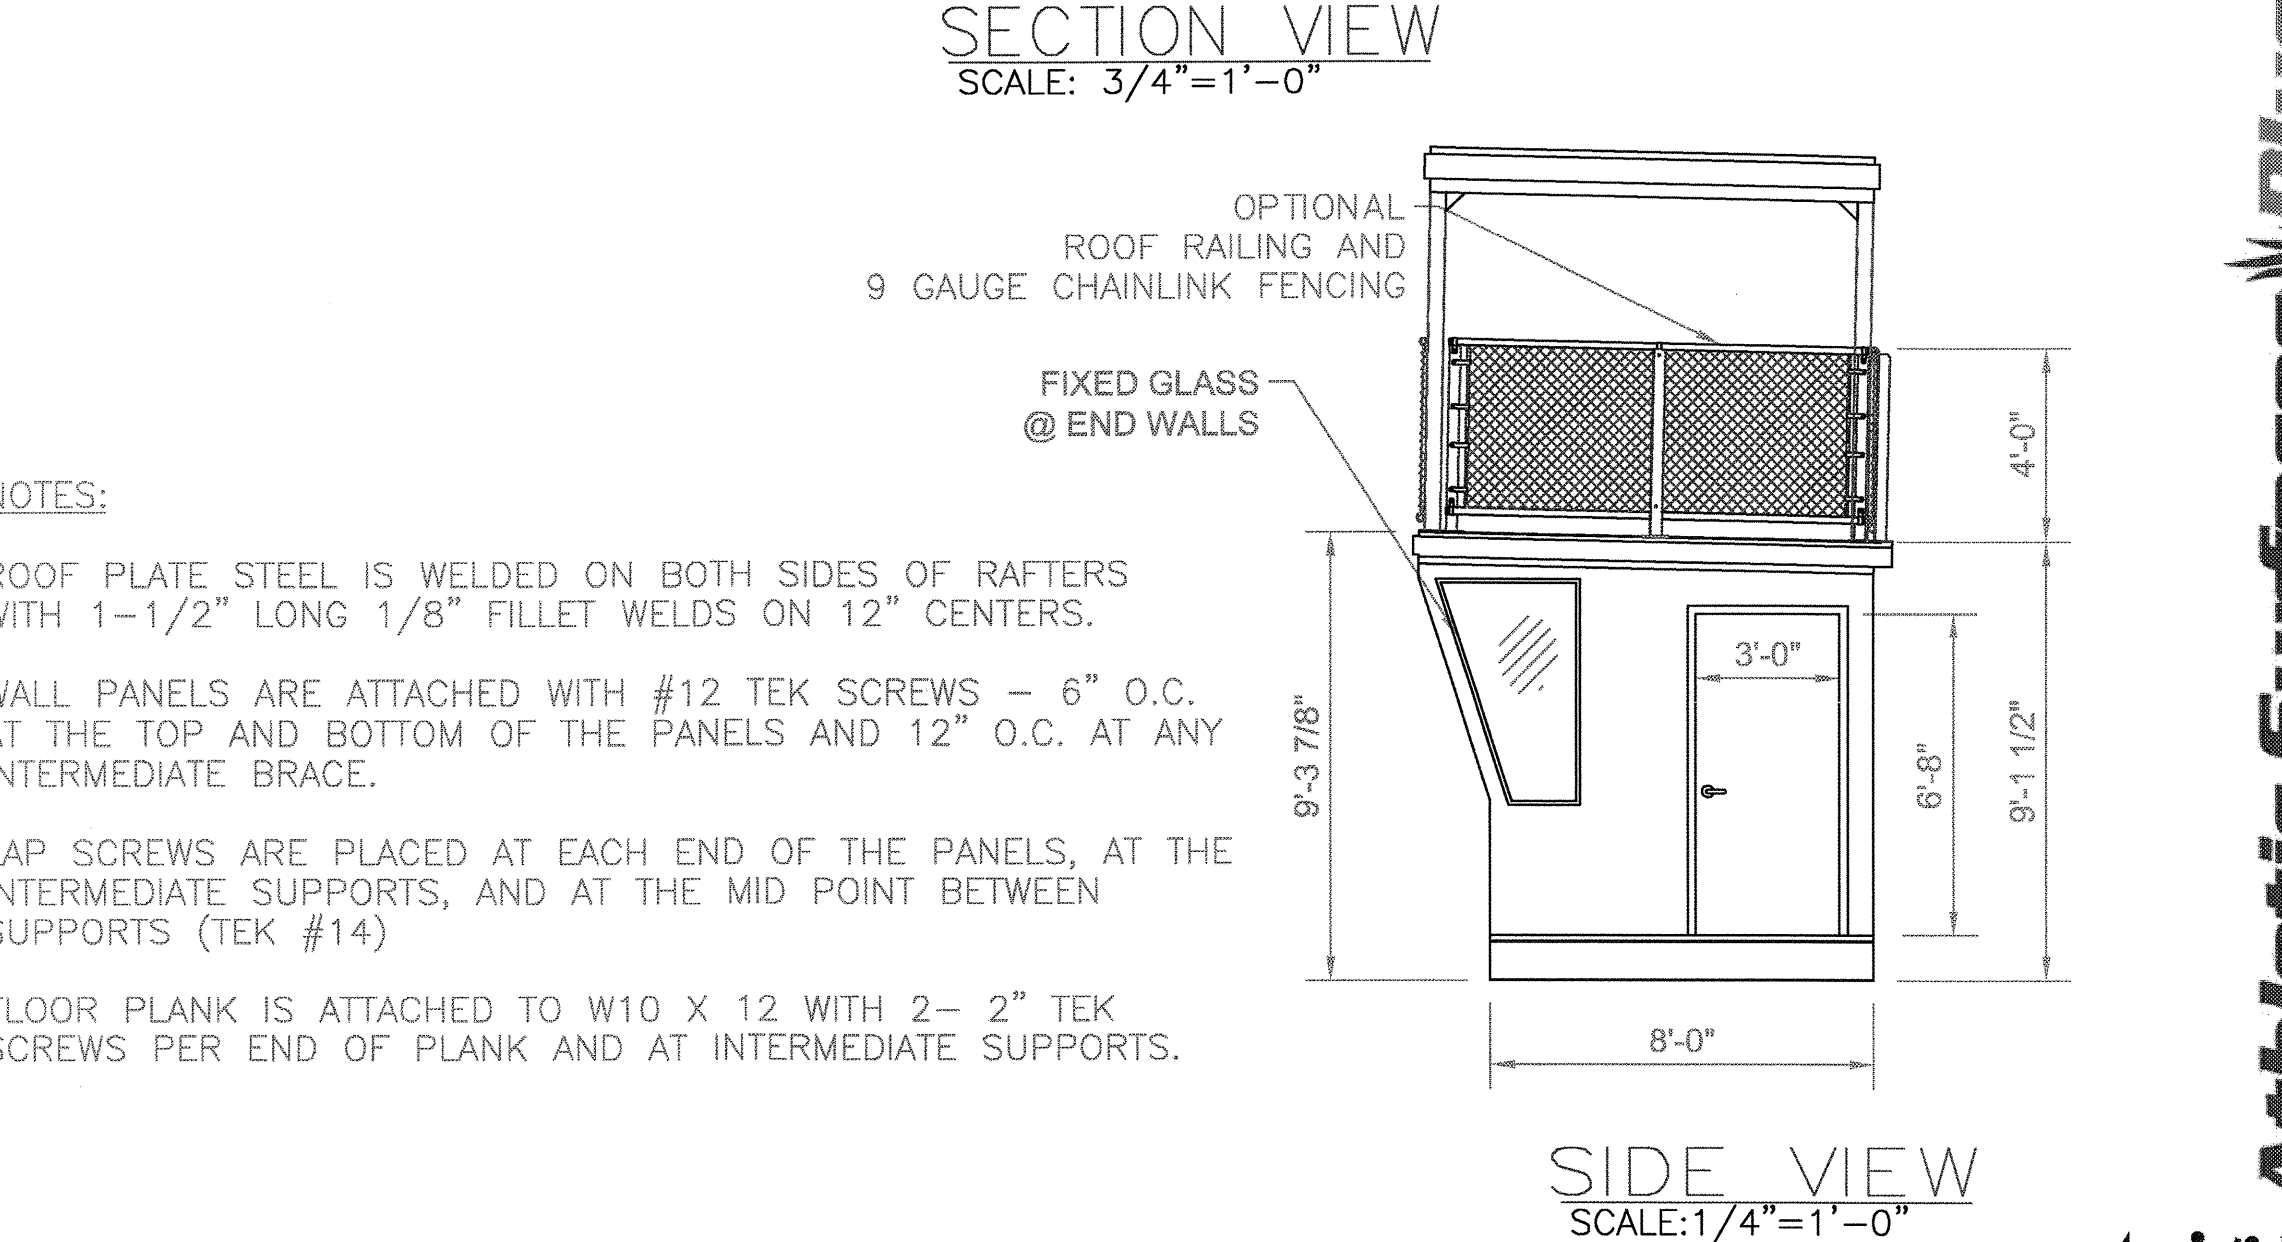 SECTION VIEW
SCALE: 3/4"=1'-0"
OPTIONAL
ROOF RAILING AND
9 GAUGE CHAINLINK FENCING
FIXED GLASS
@ END WALLS
NOTES:
ROOF PLATE STEEL IS WELDED ON BOTH SIDES OF RAFTERS
WITH 1-1/2" LONG 1/8" FILLET WELDS ON 12" CENTERS.
WALL PANELS ARE ATTACHED WITH #12 TEK SCREWS - 6" O.C.
AT THE TOP AND BOTTOM OF THE PANELS AND 12" O.C. AT ANY
INTERMEDIATE BRACE.
LAP SCREWS ARE PLACED AT EACH END OF THE PANELS, AT THE
INTERMEDIATE SUPPORTS, AND AT THE MID POINT BETWEEN
SUPPORTS (TEK #14)
FLOOR PLANK IS ATTACHED TO W10 X 12 WITH 2- 2" TEK
SCREWS PER END OF PLANK AND AT INTERMEDIATE SUPPORTS.
4'-0"
3'-0"
9'-3 7/8"
6'-8"
9'-1 1/2"
8'-0"
SIDE VIEW
SCALE:1/4"=1'-0"